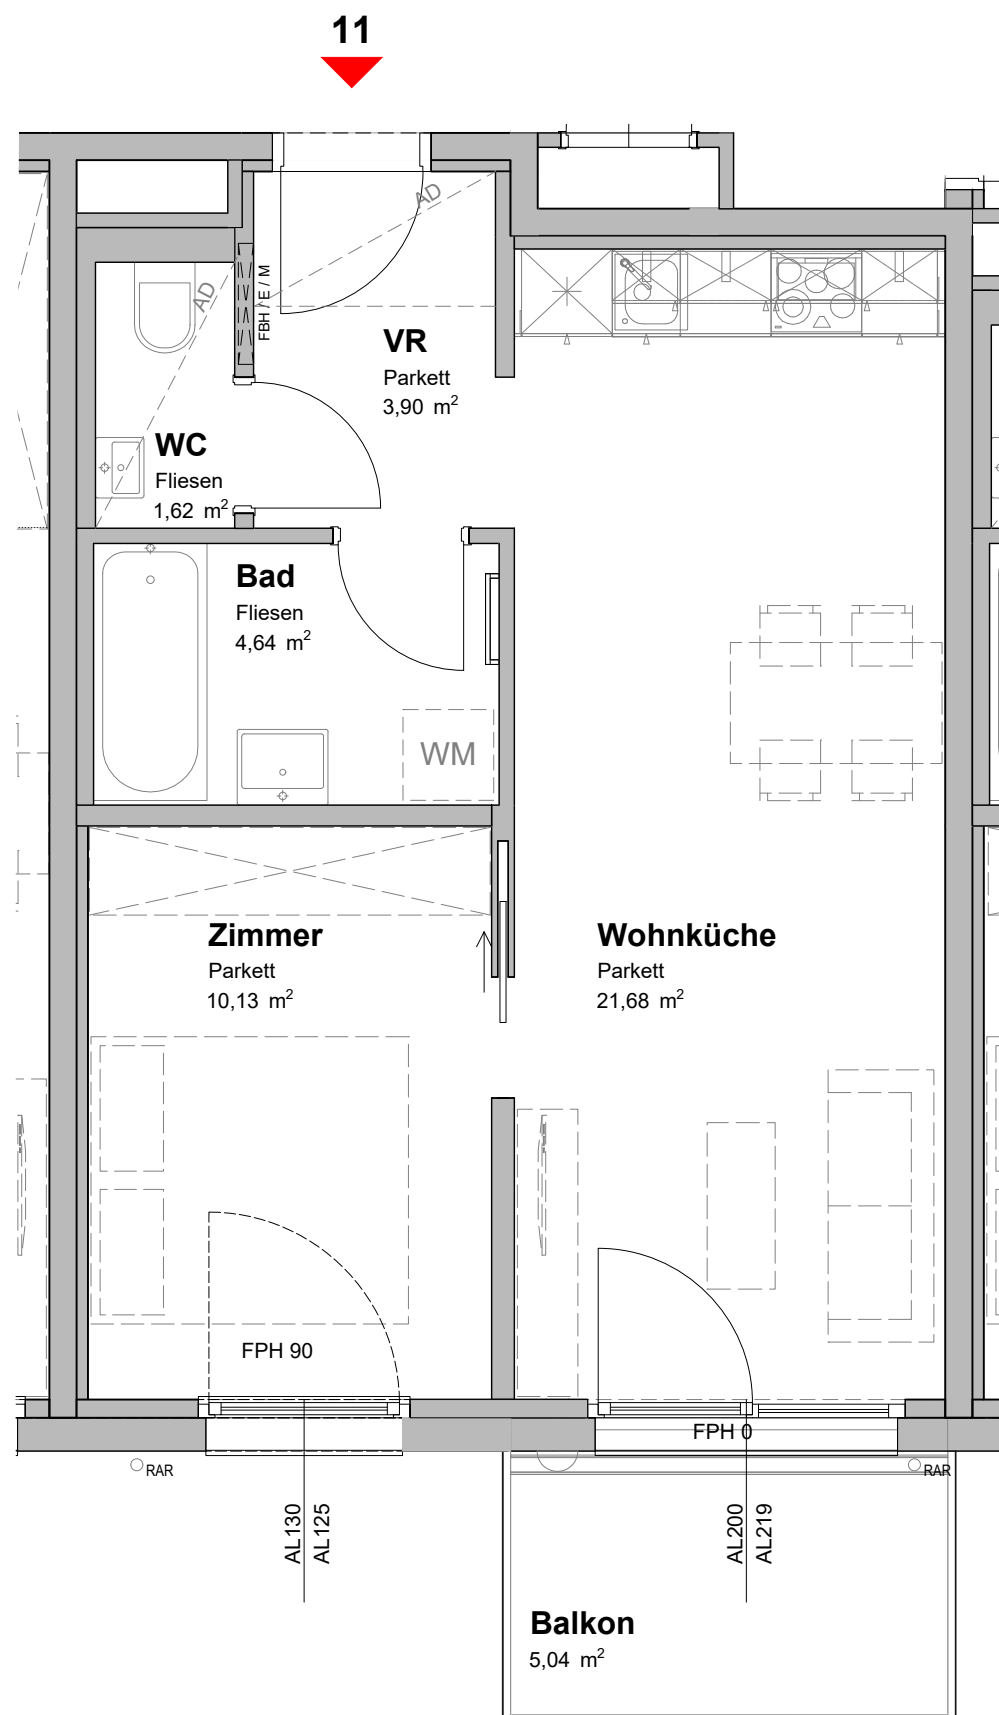 11
AD
AD
FBH / E / M
VR
Parkett
3,90 m²
WC
Fliesen
1,62 m²
Bad
Fliesen
4,64 m²
WM
Zimmer
Parkett
10,13 m²
Wohnküche
Parkett
21,68 m²
FPH 90
FPH 0
RAR
RAR
AL130
AL125
AL200
AL219
Balkon
5,04 m²